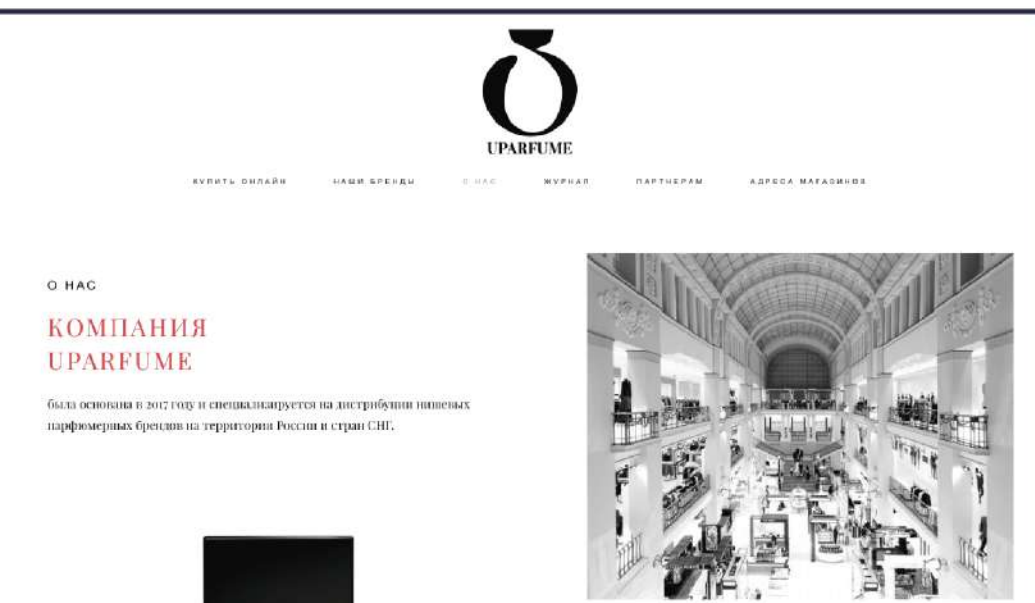 UPARFUME
КУПИТЬ ОНЛАЙН НАШИ БРЕНДЫ О НАС ЖУРНАЛ ПАРТНЕРАМ АДРЕСА МАГАЗИНОВ
О НАС
КОМПАНИЯ
UPARFUME
была основана в 2017 году и специализируется на дистрибуции нишевых
парфюмерных брендов на территории России и стран СНГ.